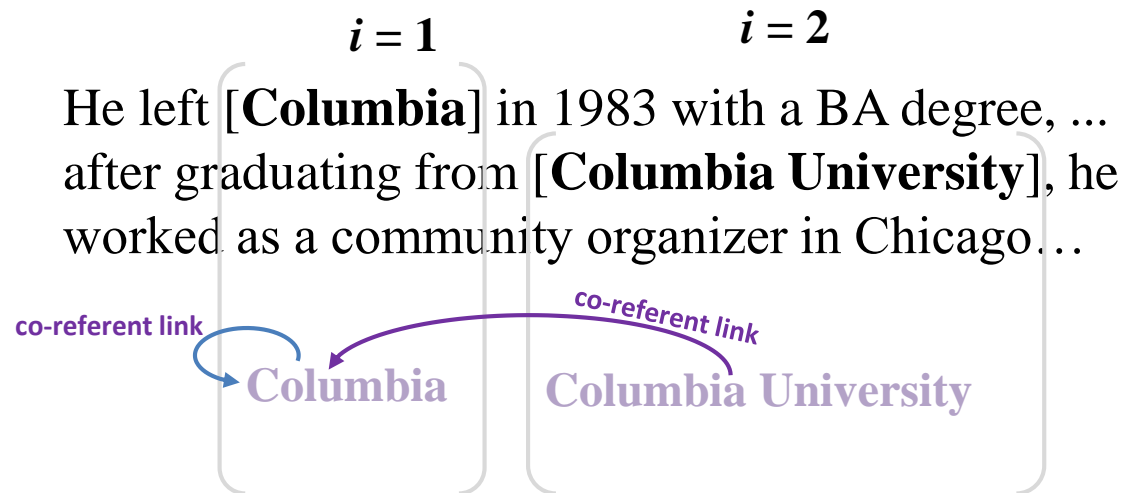 i = 1
i = 2
He left [Columbia] in 1983 with a BA degree, ...
after graduating from [Columbia University], he
worked as a community organizer in Chicago…
co-referent link
co-referent link
Columbia
Columbia University